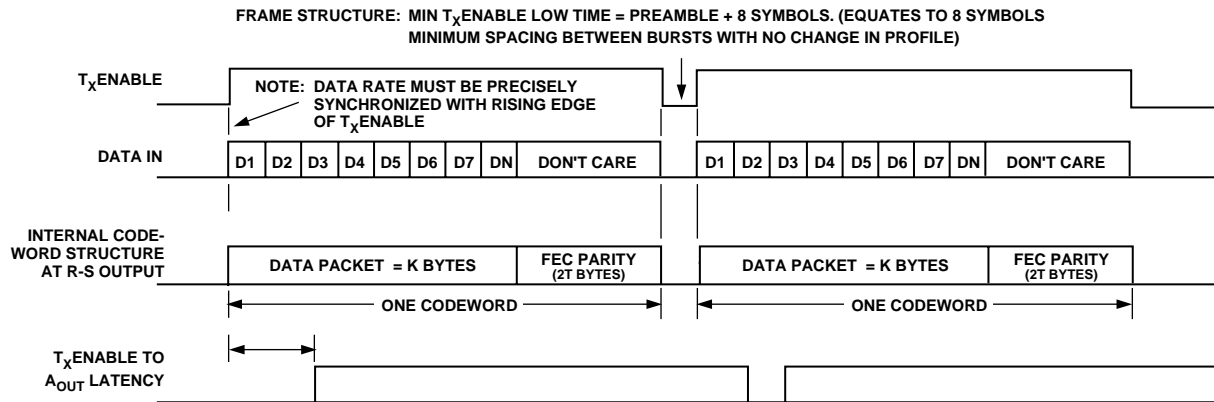 FRAME STRUCTURE: MIN TXENABLE LOW TIME = PREAMBLE + 8 SYMBOLS. (EQUATES TO 8 SYMBOLS
MINIMUM SPACING BETWEEN BURSTS WITH NO CHANGE IN PROFILE)
TXENABLE
NOTE: DATA RATE MUST BE PRECISELY
SYNCHRONIZED WITH RISING EDGE
OF TXENABLE
DATA IN
D1 D2 D3 D4 D5 D6 D7 DN DON'T CARE D1 D2 D3 D4 D5 D6 D7 DN DON'T CARE
INTERNAL CODE-
WORD STRUCTURE
AT R-S OUTPUT
DATA PACKET = K BYTES FEC PARITY (2T BYTES) DATA PACKET = K BYTES FEC PARITY (2T BYTES)
ONE CODEWORD ONE CODEWORD
TXENABLE TO
AOUT LATENCY